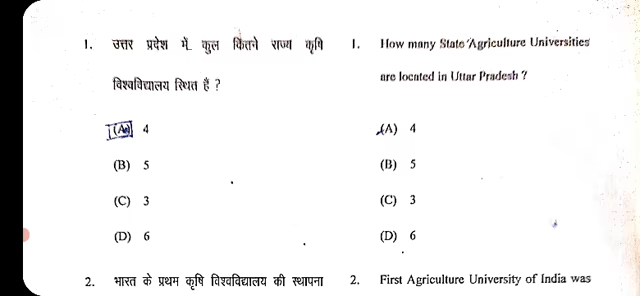 1. उत्तर प्रदेश में कुल कितने राज्य कृषि
विश्वविद्यालय स्थित हैं ?
(A) 4
(B) 5
(C) 3
(D) 6
2. भारत के प्रथम कृषि विश्वविद्यालय की स्थापना
1. How many State Agriculture Universities
are located in Uttar Pradesh ?
(A) 4
(B) 5
(C) 3
(D) 6
2. First Agriculture University of India was